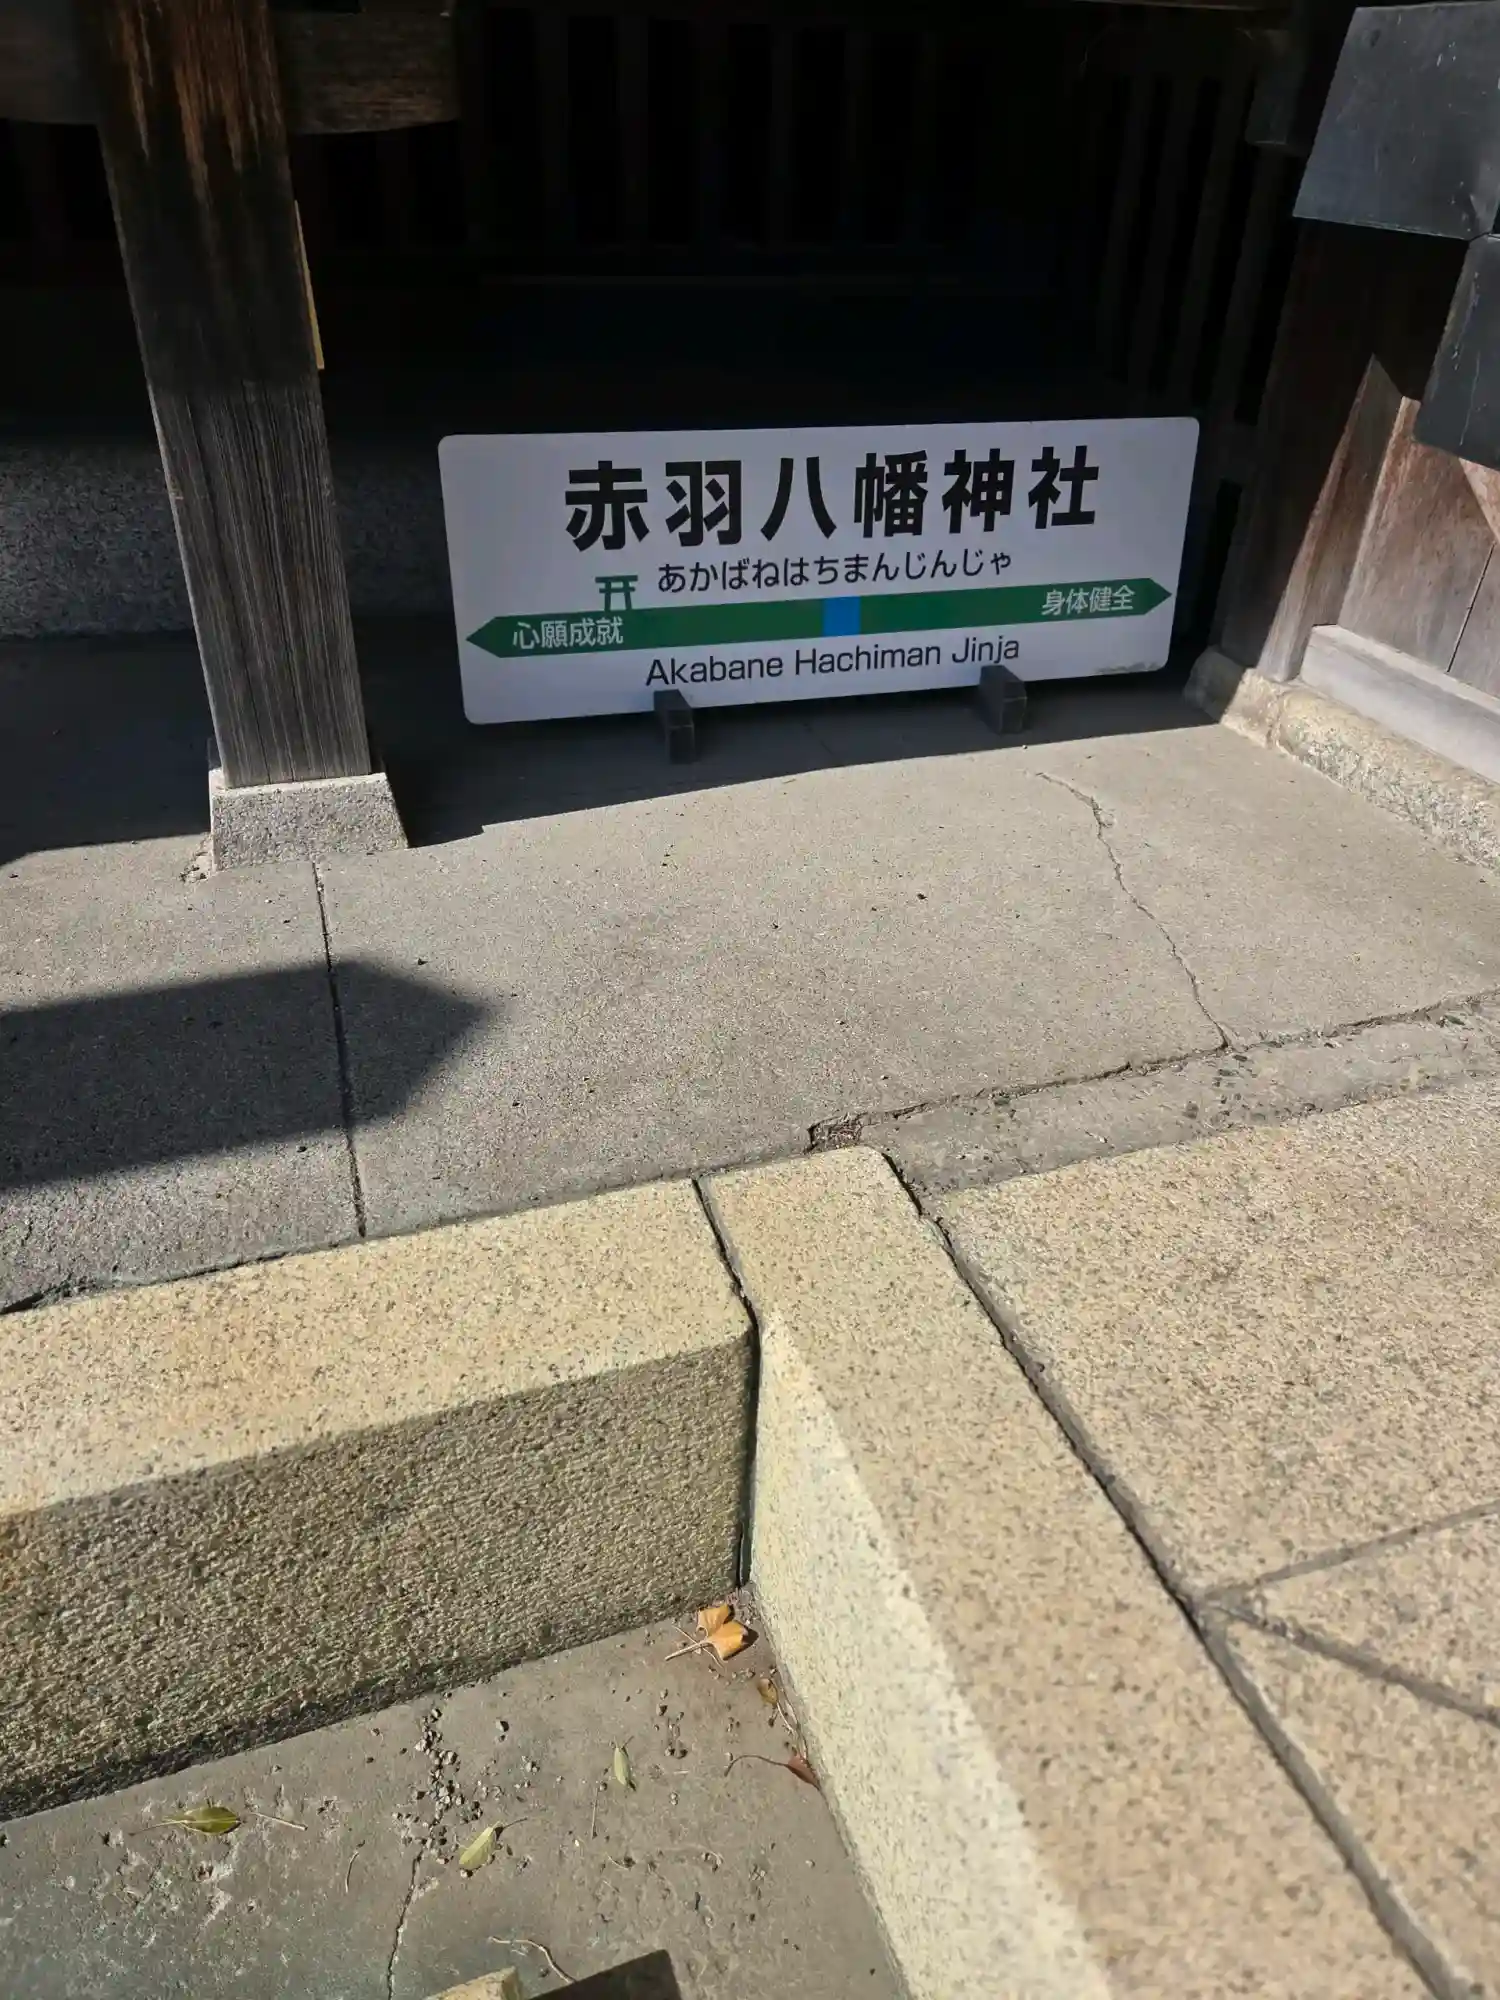 赤羽八幡神社
あかばねはちまんじんじゃ
心願成就
身体健全
Akabane Hachiman Jinja